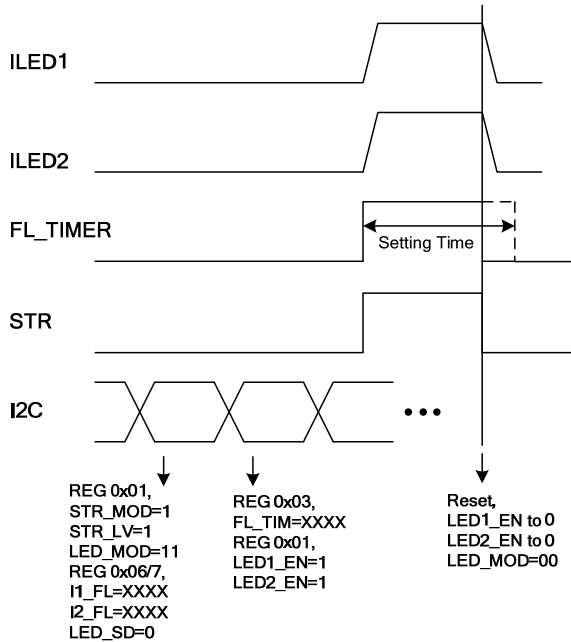 ILED1
ILED2
FL_TIMER
Setting Time
STR
I2C
REG 0x01,
STR_MOD=1
STR_LV=1
LED_MOD=11
REG 0x06/7,
I1_FL=XXXX
I2_FL=XXXX
LED_SD=0
REG 0x03,
FL_TIM=XXXX
REG 0x01,
LED1_EN=1
LED2_EN=1
Reset,
LED1_EN to 0
LED2_EN to 0
LED_MOD=00